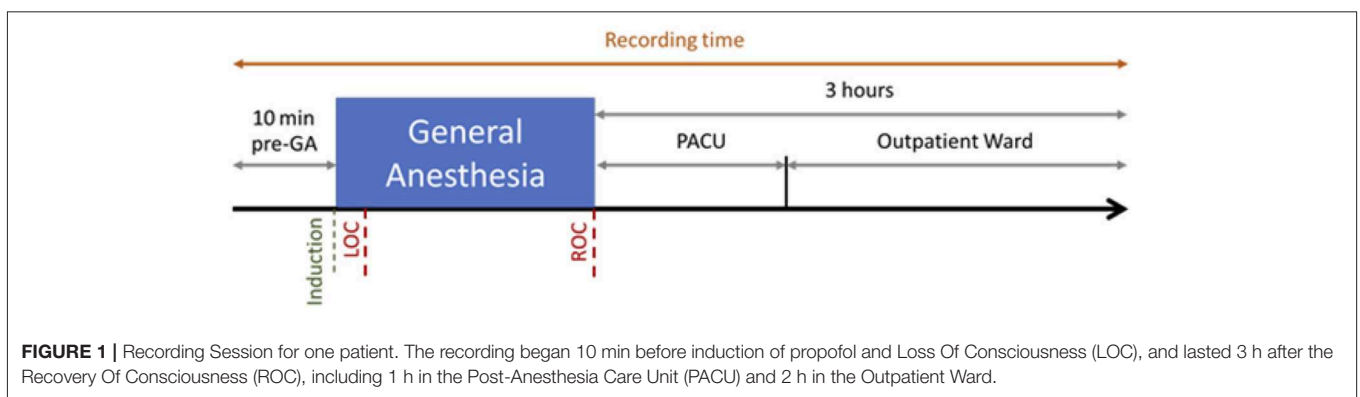 Recording time
3 hours
10 min
pre-GA
General
Anesthesia
PACU
Outpatient Ward
Induction
LOC
ROC
FIGURE 1 | Recording Session for one patient. The recording began 10 min before induction of propofol and Loss Of Consciousness (LOC), and lasted 3 h after the
Recovery Of Consciousness (ROC), including 1 h in the Post-Anesthesia Care Unit (PACU) and 2 h in the Outpatient Ward.